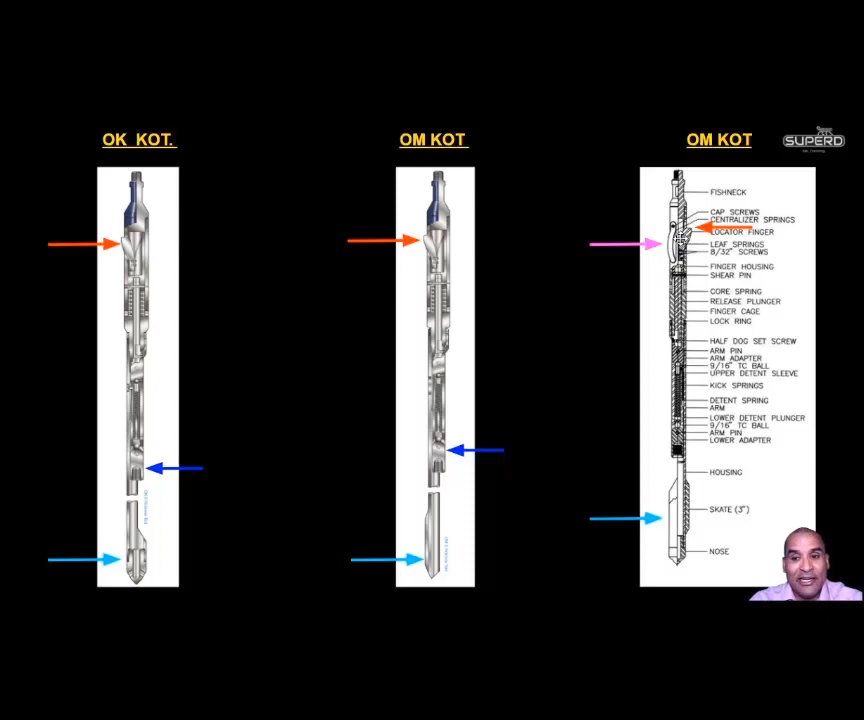 OK KOT.
OM KOT
OM KOT
SUPERD
FISHNECK
CAP SCREWS
CENTRALIZER SPRINGS
LOCATOR FINGER
LEAF SPRINGS
8/32" SCREWS
FINGER HOUSING
SHEAR PIN
CORE SPRING
RELEASE PLUNGER
FINGER CAGE
LOCK RING
HALF DOG SET SCREW
ARM PIN
ARM ADAPTER
9/16" TC BALL
UPPER DETENT SLEEVE
KICK SPRINGS
DETENT SPRING
ARM
LOWER DETENT PLUNGER
9/16" TC BALL
ARM PIN
LOWER ADAPTER
HOUSING
SKATE (3")
NOSE